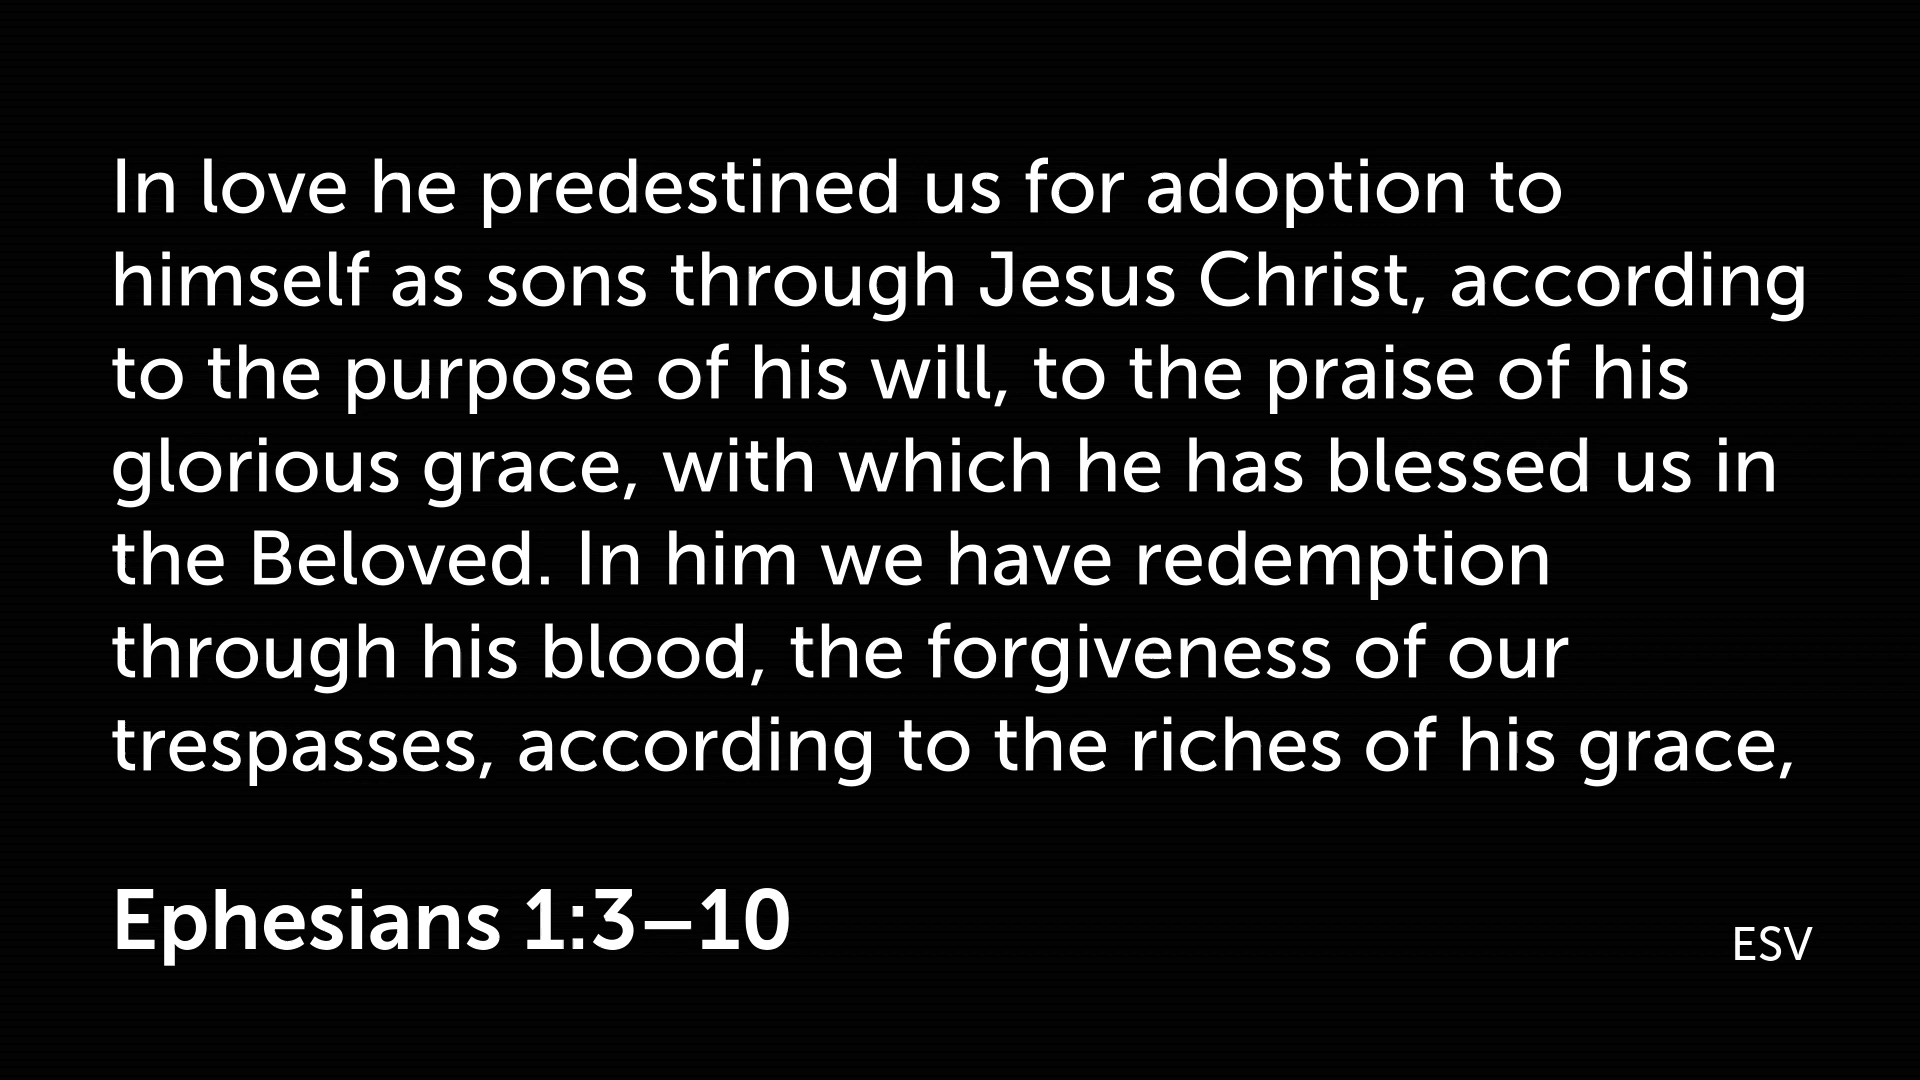 In love he predestined us for adoption to
himself as sons through Jesus Christ, according
to the purpose of his will, to the praise of his
glorious grace, with which he has blessed us in
the Beloved. In him we have redemption
through his blood, the forgiveness of our
trespasses, according to the riches of his grace,
Ephesians 1:3–10
ESV